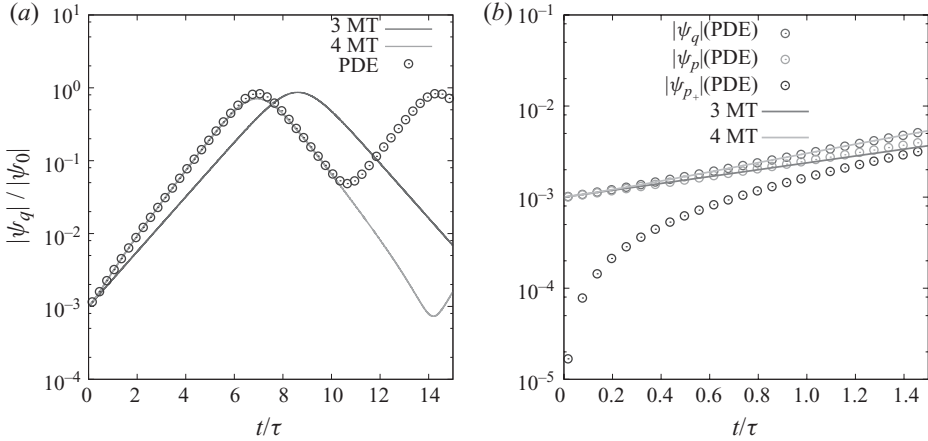 (a)
3 MT
4 MT
PDE
10^1
10^0
10^{-1}
10^{-2}
10^{-3}
10^{-4}
|ψ_q| / |ψ_0|
0 2 4 6 8 10 12 14
t/τ
(b)
|ψ_q|(PDE)
|ψ_p|(PDE)
|ψ_{p_+}|(PDE)
3 MT
4 MT
10^{-1}
10^{-2}
10^{-3}
10^{-4}
10^{-5}
0 0.2 0.4 0.6 0.8 1.0 1.2 1.4
t/τ